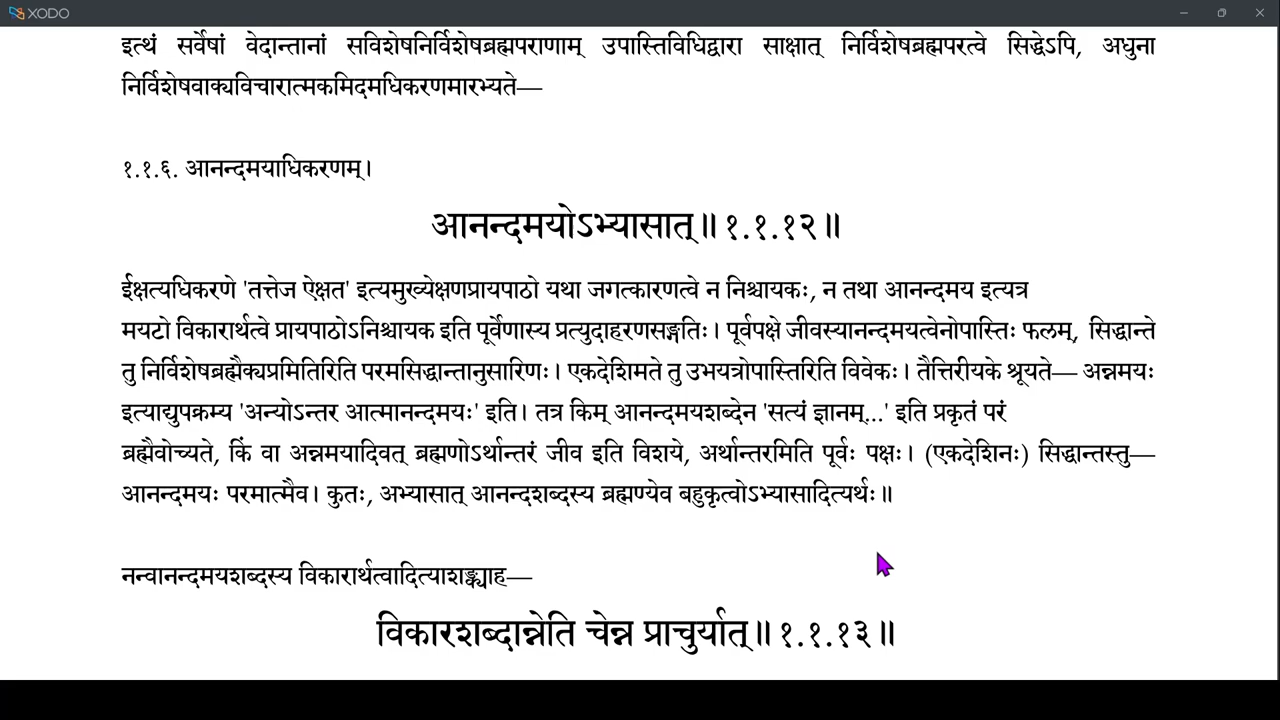 XODO
इत्थं सर्वेषां वेदान्तानां सविशेषनिर्विशेषब्रह्मपराणाम् उपास्तिविधिद्वारा साक्षात् निर्विशेषब्रह्मपरत्वे सिद्धेऽपि, अधुना
निर्विशेषवाक्यविचारात्मकमिदमधिकरणमारभ्यते—
१.१.६. आनन्दमयाधिकरणम्।
आनन्दमयोऽभ्यासात्॥ १.१.१२॥
ईक्षत्यधिकरणे 'तत्तेज ऐक्षत' इत्यमुख्येक्षणप्रायपाठो यथा जगत्कारणत्वे न निश्चायकः, न तथा आनन्दमय इत्यत्र
मयटो विकारार्थत्वे प्रायपाठोऽनिश्चायक इति पूर्वेणास्य प्रत्युदाहरणसङ्गतिः। पूर्वपक्षे जीवस्यानन्दमयत्वेनोपास्तिः फलम्, सिद्धान्ते
तु निर्विशेषब्रह्मैक्यप्रमितिरिति परमसिद्धान्तानुसारिणः। एकदेशिमते तु उभयत्रोपास्तिरिति विवेकः। तैत्तिरीयके श्रूयते— अन्नमयः
इत्याद्युपक्रम्य 'अन्योऽन्तर आत्मानन्दमयः' इति। तत्र किम् आनन्दमयशब्देन 'सत्यं ज्ञानम्...' इति प्रकृतं परं
ब्रह्मैवोच्यते, किं वा अन्नमयादिवत् ब्रह्मणोऽर्थान्तरं जीव इति विशये, अर्थान्तरमिति पूर्वः पक्षः। (एकदेशिनः) सिद्धान्तस्तु—
आनन्दमयः परमात्मैव। कुतः, अभ्यासात् आनन्दशब्दस्य ब्रह्मण्येव बहुकृत्वोऽभ्यासादित्यर्थः॥
नन्वानन्दमयशब्दस्य विकारार्थत्वादित्याशङ्क्याह—
विकारशब्दान्नेति चेन्न प्राचुर्यात्॥ १.१.१३॥